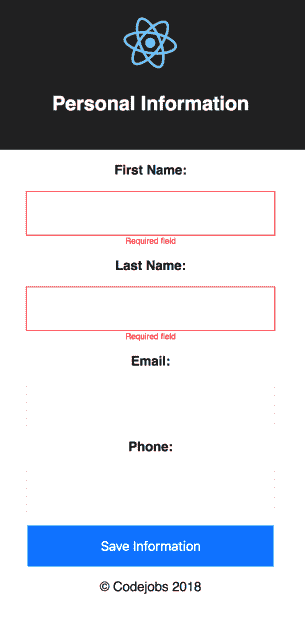 Personal Information
First Name:
Required field
Last Name:
Required field
Email:
Phone:
Save Information
© Codejobs 2018